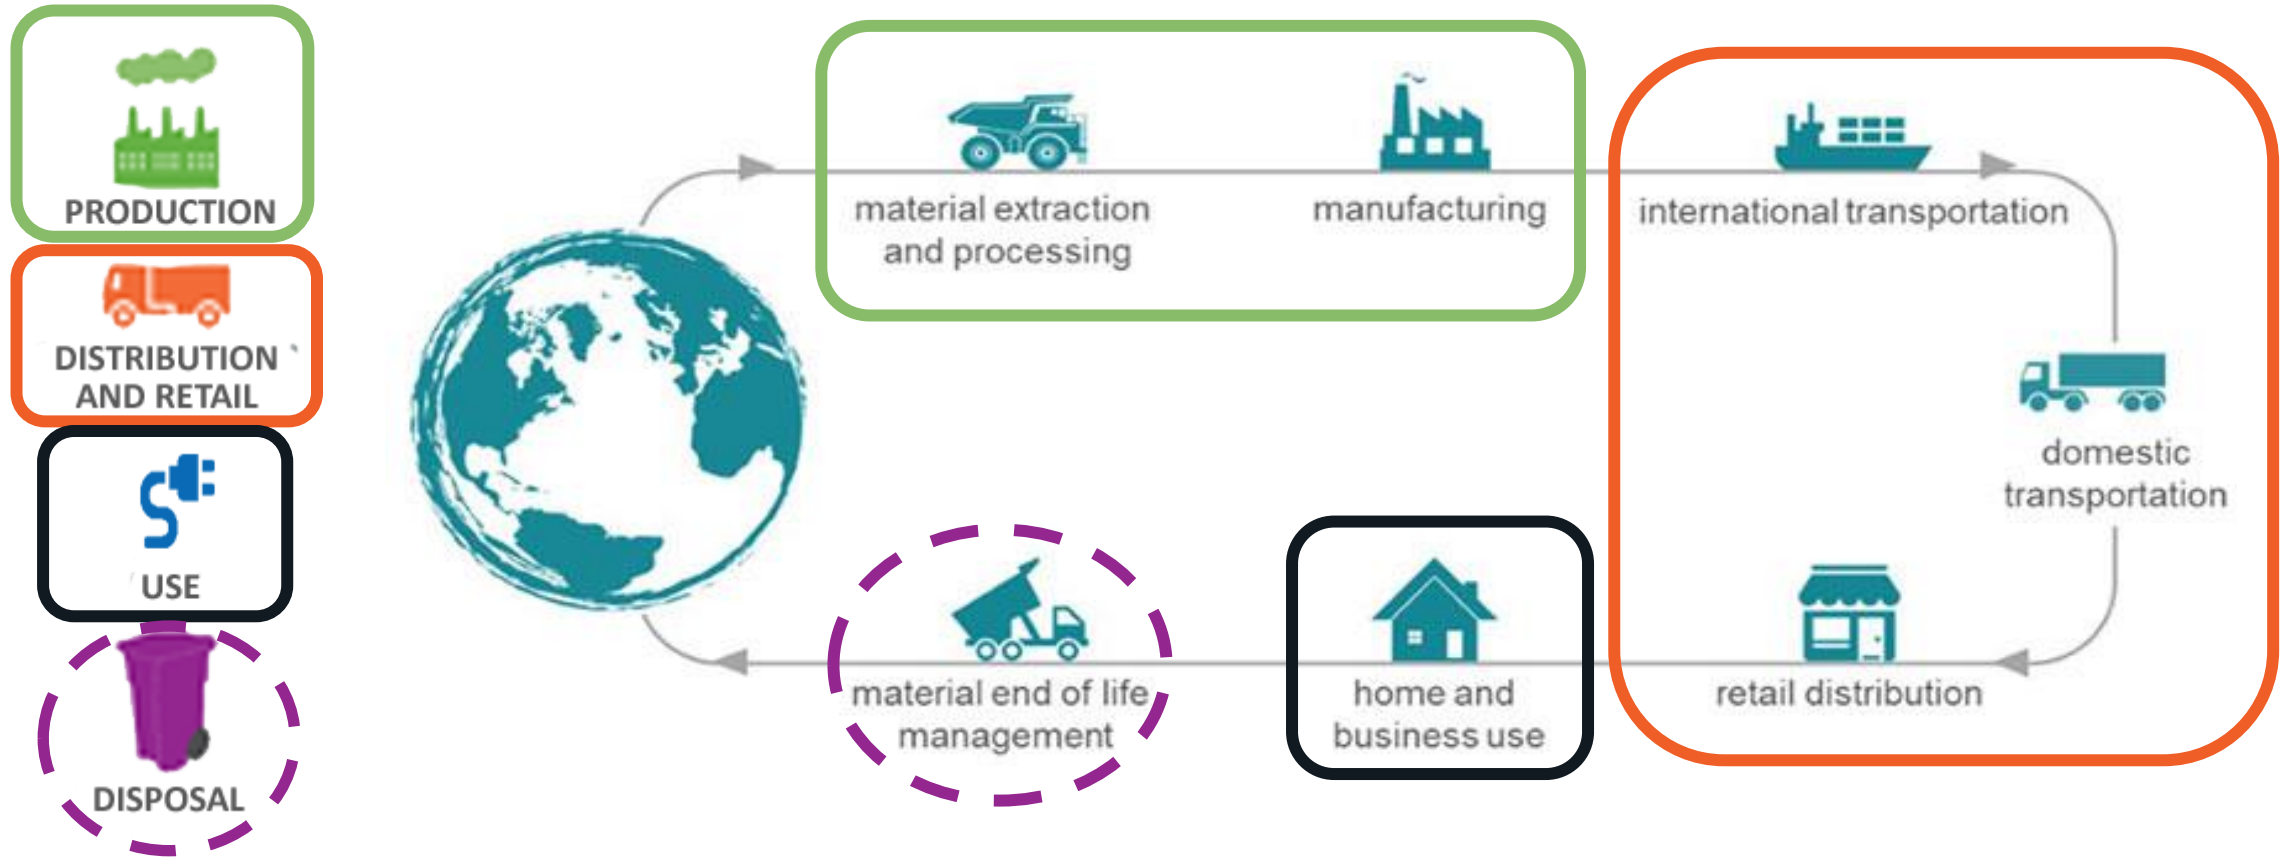 PRODUCTION
DISTRIBUTION
AND RETAIL
USE
DISPOSAL
material extraction
and processing
manufacturing
international transportation
domestic
transportation
retail distribution
home and
business use
material end of life
management